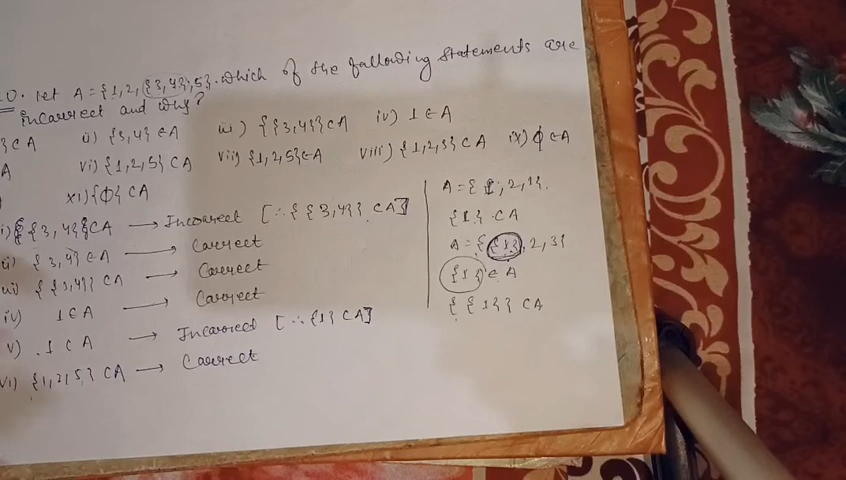 0. Let A = {1,2,{3,4},5}. Which of the following statements are
incorrect and why?
}⊂A ii) {3,4}∈A iii) {{3,4}}⊂A iv) 1∈A
A vi) {1,2,5}⊂A vii) {1,2,5}∈A viii) {1,2,3}⊂A ix) ϕ∈A
xi) {ϕ}⊂A
i) {3,4}⊂A → Incorrect [∵ {{3,4}}⊂A]
ii) {3,4}∈A → Correct
iii) {{3,4}}⊂A → Correct
iv) 1∈A → Correct
v) 1⊂A → Incorrect [∵ {1}⊂A]
vi) {1,2,5}⊂A → Correct
A = {1,2,3}.
{1}⊂A
A = {{1},2,3}
{1}∈A
{{1}}⊂A